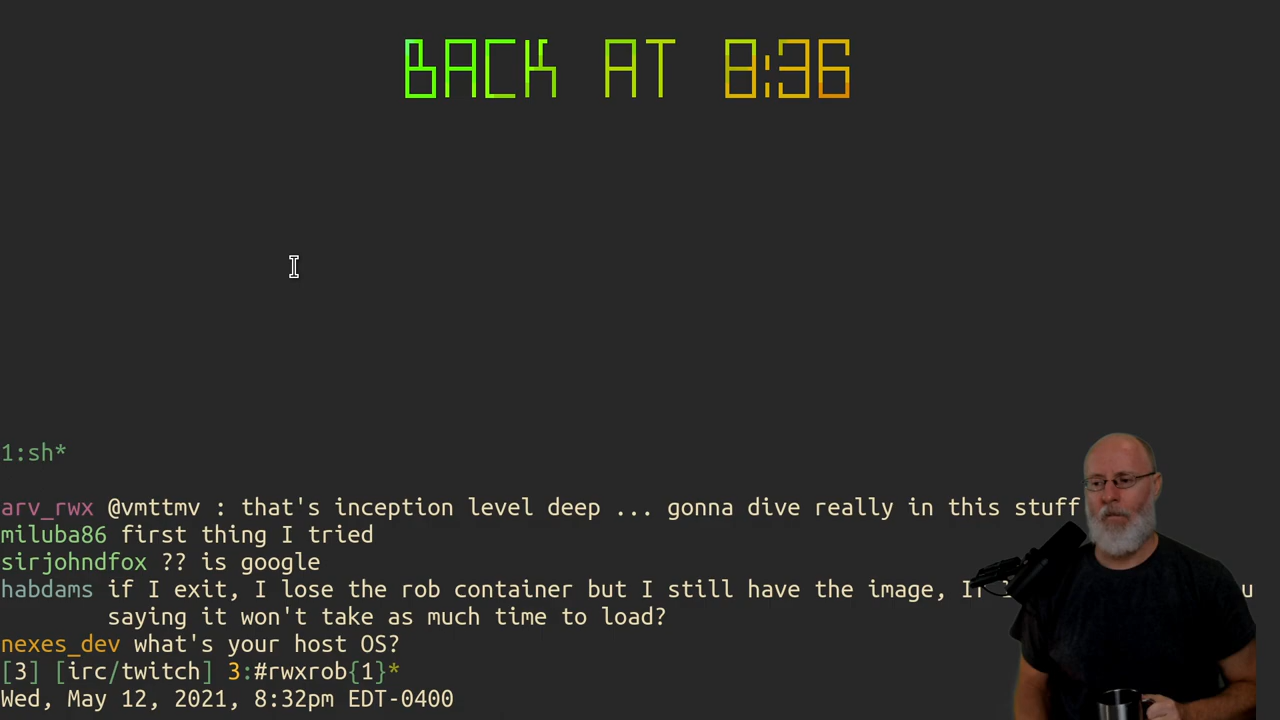 BACK AT 8:36
1:sh*
arv_rwx @vmttmv : that's inception level deep ... gonna dive really in this stuff
miluba86 first thing I tried
sirjohndfox ?? is google
habdams if I exit, I lose the rob container but I still have the image, If
saying it won't take as much time to load?
nexes_dev what's your host OS?
[3] [irc/twitch] 3:#rwxrob{1}*
Wed, May 12, 2021, 8:32pm EDT-0400